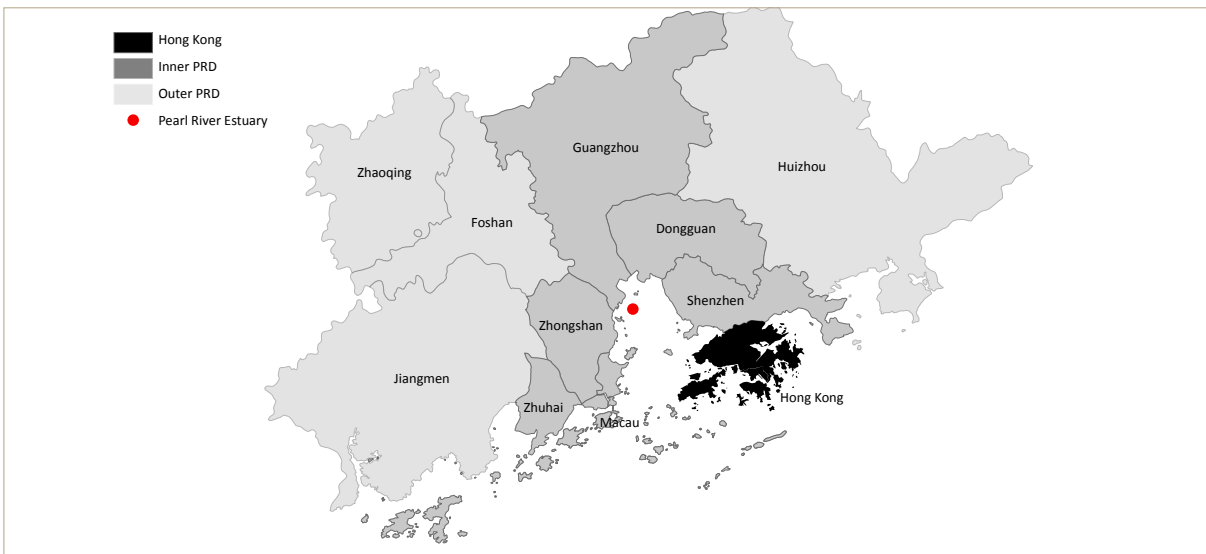 Hong Kong
Inner PRD
Outer PRD
Pearl River Estuary
Guangzhou
Zhaoqing
Huizhou
Foshan
Dongguan
Shenzhen
Zhongshan
Jiangmen
Hong Kong
Zhuhai
Macau